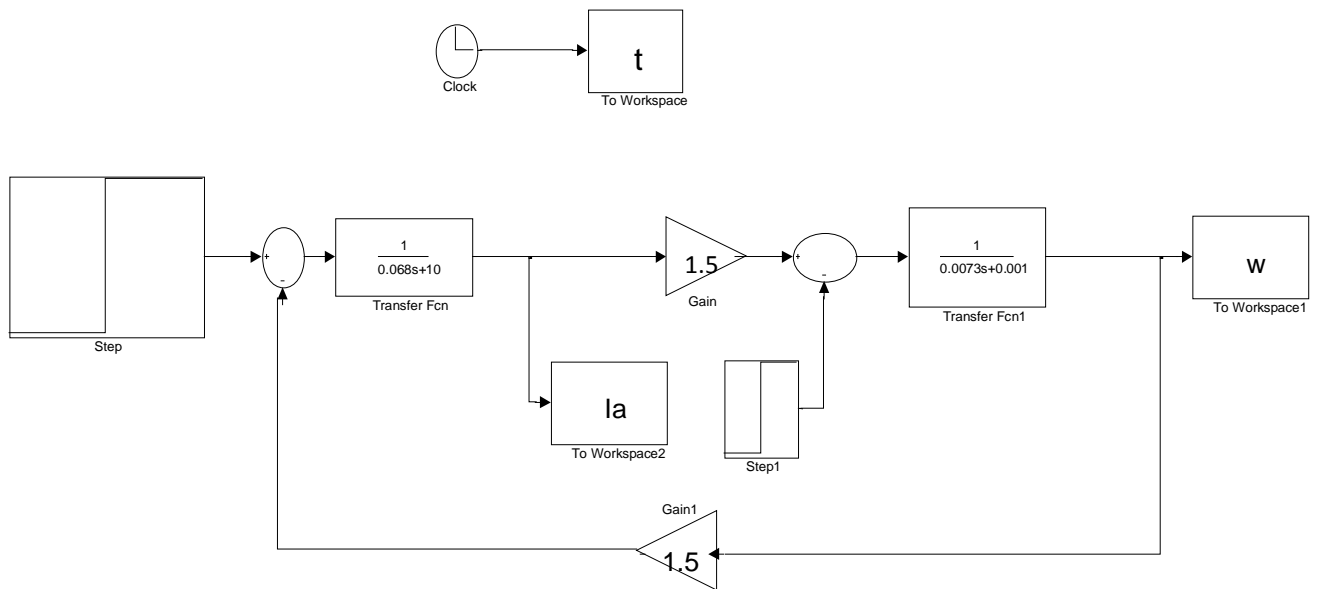 t
Clock
To Workspace
+
-
1
0.068s+10
Transfer Fcn
1.5
Gain
+
-
1
0.0073s+0.001
Transfer Fcn1
w
To Workspace1
Step
Ia
To Workspace2
Step1
Gain1
1.5